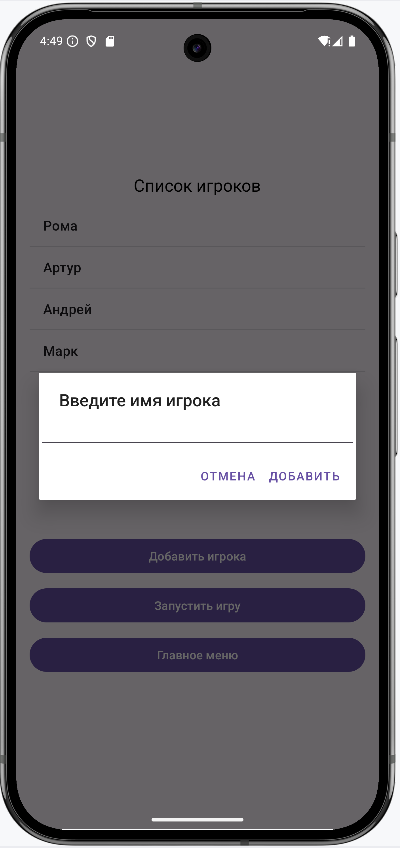 4:49
Список игроков
Рома
Артур
Андрей
Марк
Введите имя игрока
ОТМЕНА ДОБАВИТЬ
Добавить игрока
Запустить игру
Главное меню